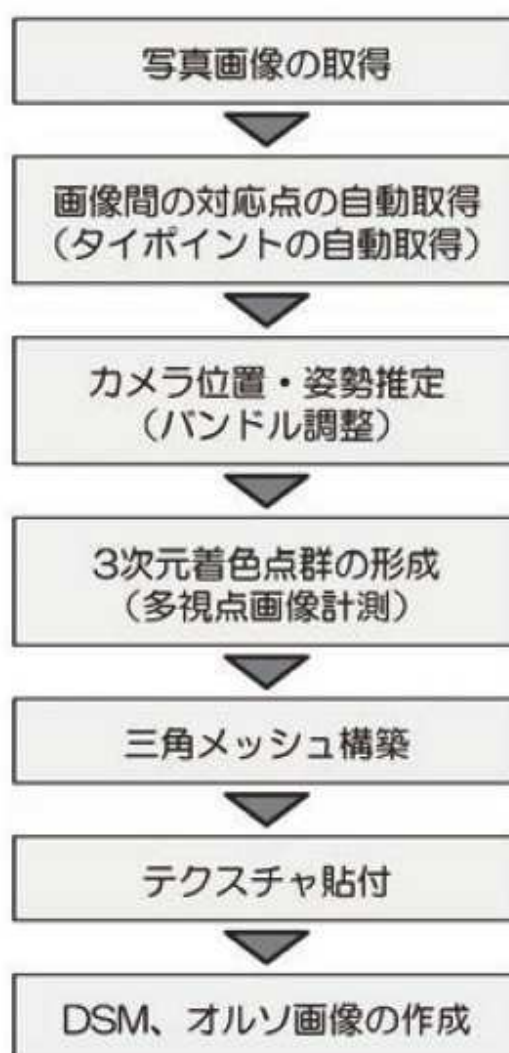 写真画像の取得
画像間の対応点の自動取得
（タイポイントの自動取得）
カメラ位置・姿勢推定
（バンドル調整）
3次元着色点群の形成
（多視点画像計測）
三角メッシュ構築
テクスチャ貼付
DSM、オルソ画像の作成